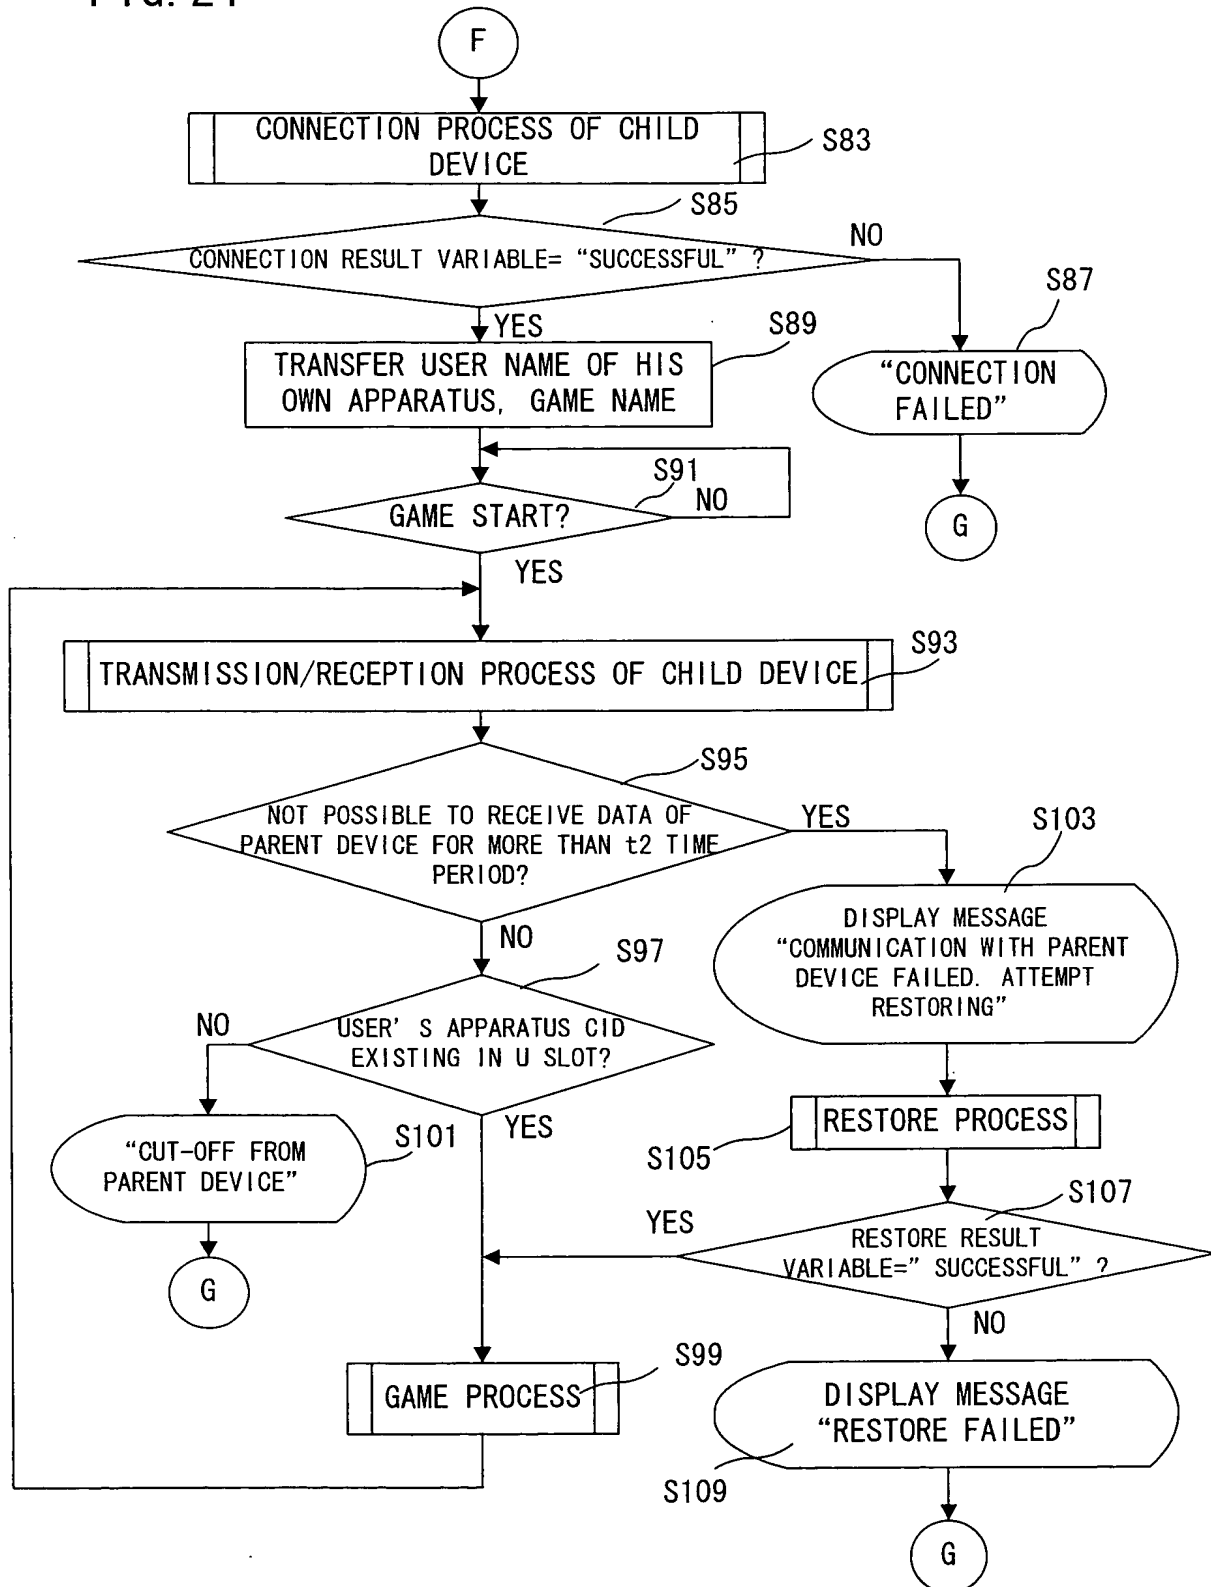 F
CONNECTION PROCESS OF CHILD
DEVICE
S83
S85
CONNECTION RESULT VARIABLE= “SUCCESSFUL” ?
NO
YES
S87
“CONNECTION
FAILED”
G
S89
TRANSFER USER NAME OF HIS
OWN APPARATUS, GAME NAME
S91
GAME START?
NO
YES
TRANSMISSION/RECEPTION PROCESS OF CHILD DEVICE
S93
S95
NOT POSSIBLE TO RECEIVE DATA OF
PARENT DEVICE FOR MORE THAN t2 TIME
PERIOD?
YES
NO
S103
DISPLAY MESSAGE
“COMMUNICATION WITH PARENT
DEVICE FAILED. ATTEMPT
RESTORING”
S97
USER’ S APPARATUS CID
EXISTING IN U SLOT?
NO
YES
“CUT-OFF FROM
PARENT DEVICE”
S101
G
RESTORE PROCESS
S105
S107
RESTORE RESULT
VARIABLE=” SUCCESSFUL” ?
YES
NO
GAME PROCESS
S99
DISPLAY MESSAGE
“RESTORE FAILED”
S109
G